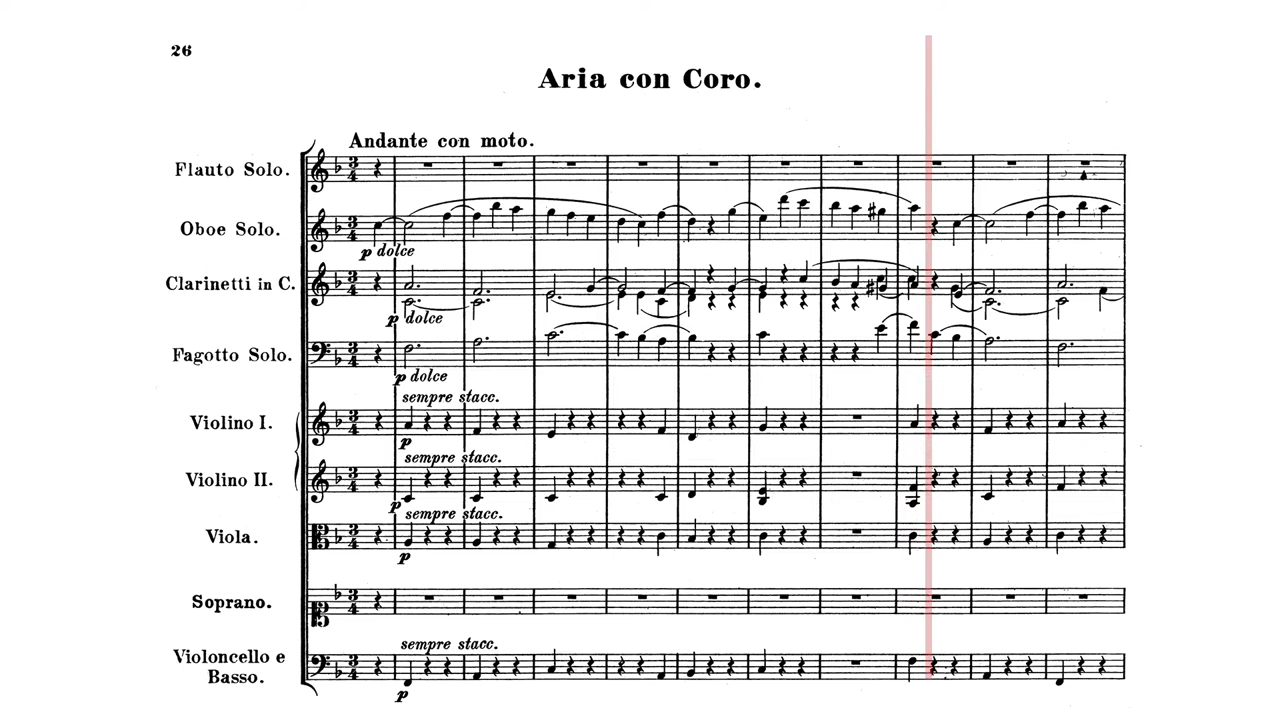 26
Aria con Coro.
Andante con moto.
Flauto Solo.
Oboe Solo.
p dolce
Clarinetti in C.
p dolce
Fagotto Solo.
p dolce
sempre stacc.
Violino I.
p
sempre stacc.
Violino II.
p
sempre stacc.
Viola.
p
Soprano.
sempre stacc.
Violoncello e
Basso.
p